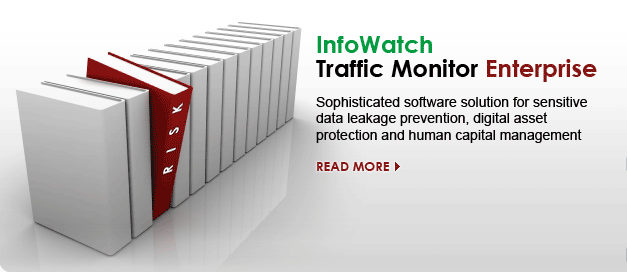 InfoWatch
Traffic Monitor Enterprise
Sophisticated software solution for sensitive
data leakage prevention, digital asset
protection and human capital management
READ MORE
RISK